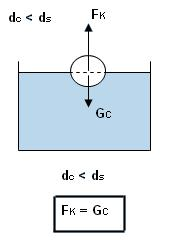 dc < ds
FK
GC
dc < ds
FK = GC